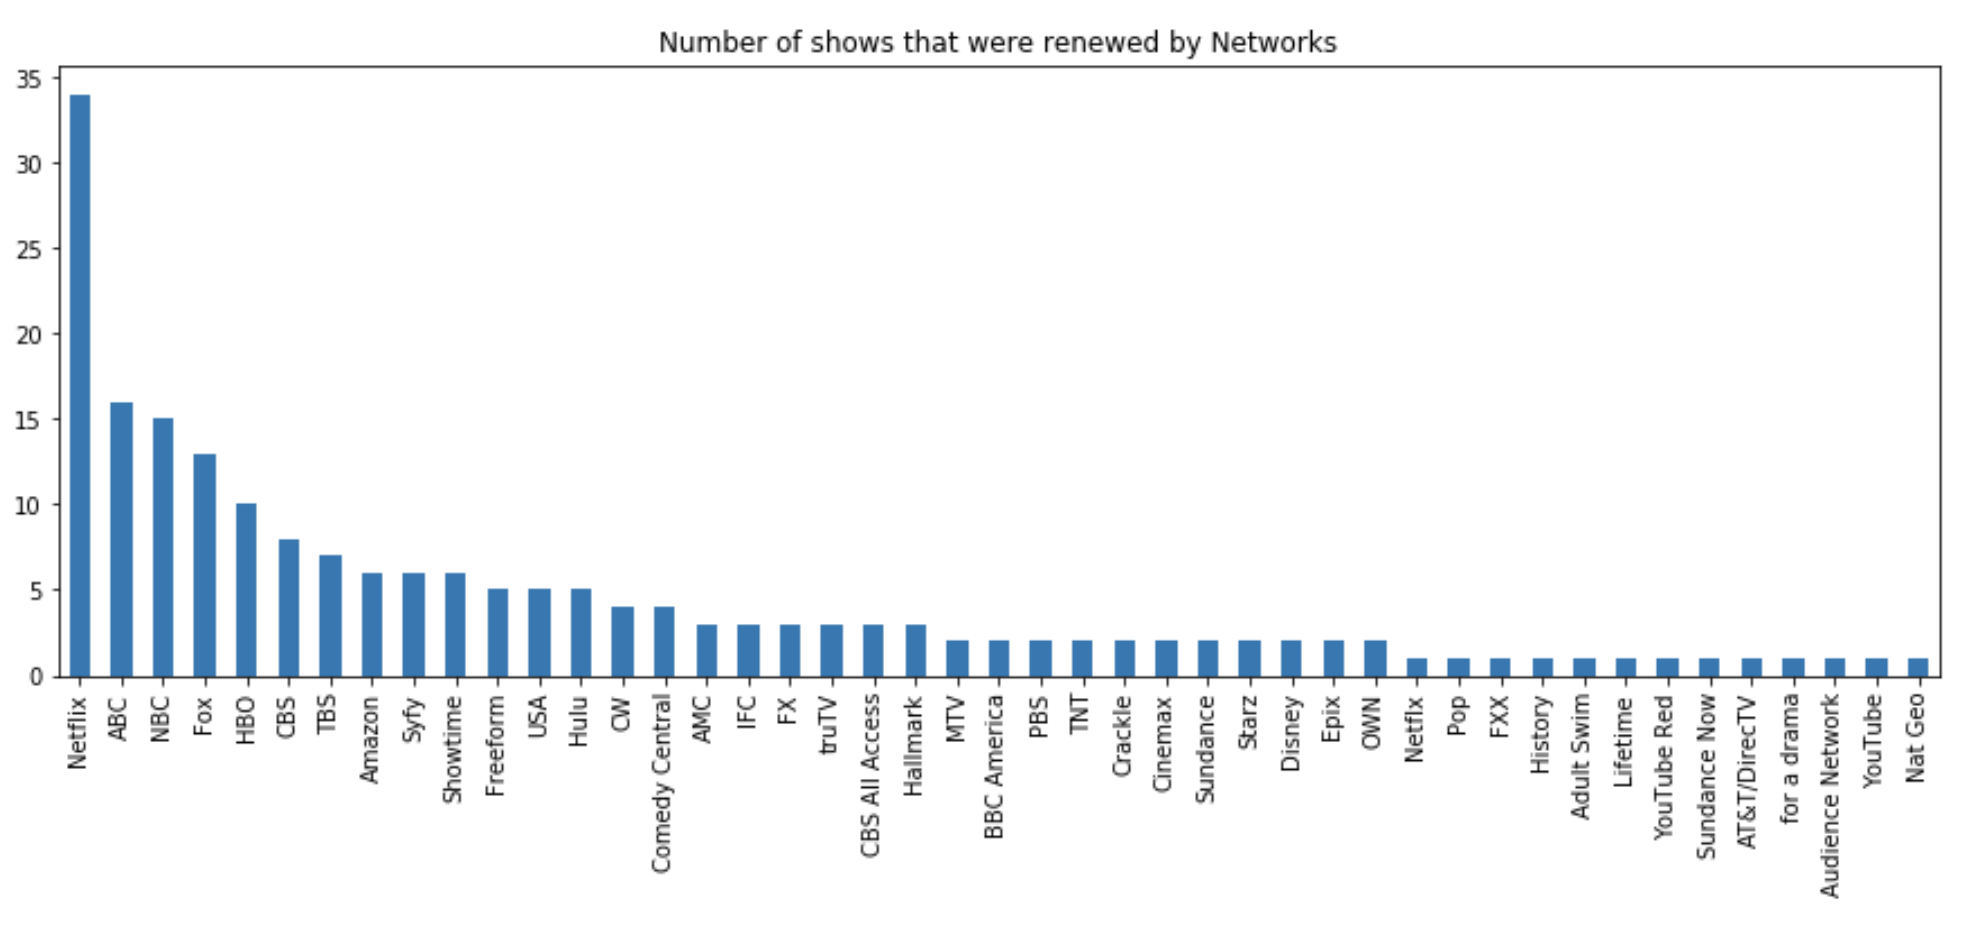 Number of shows that were renewed by Networks
35
30
25
20
15
10
5
0
Netflix
ABC
NBC
Fox
HBO
CBS
TBS
Amazon
Syfy
Showtime
Freeform
USA
Hulu
CW
Comedy Central
AMC
IFC
FX
truTV
CBS All Access
Hallmark
MTV
BBC America
PBS
TNT
Crackle
Cinemax
Sundance
Starz
Disney
Epix
OWN
Netflx
Pop
FXX
History
Adult Swim
Lifetime
YouTube Red
Sundance Now
AT&T/DirecTV
for a drama
Audience Network
YouTube
Nat Geo